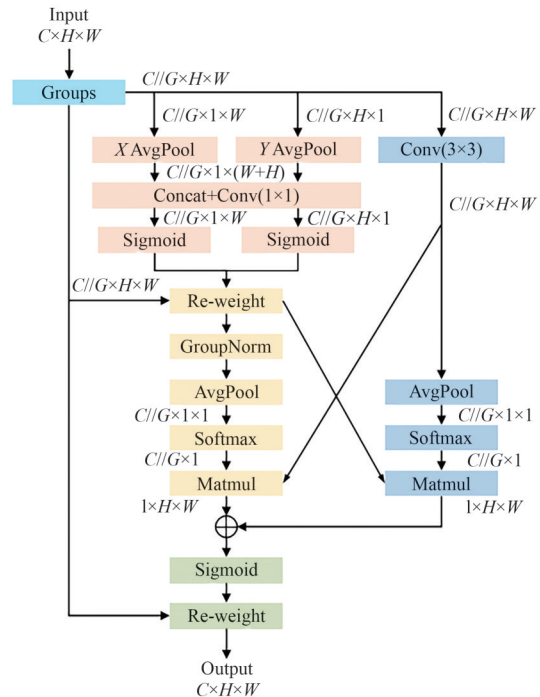 Input
C×H×W
Groups
C//G×H×W
C//G×1×W
C//G×H×1
C//G×H×W
X AvgPool
Y AvgPool
Conv(3×3)
C//G×1×(W+H)
Concat+Conv(1×1)
C//G×1×W
C//G×H×1
C//G×H×W
Sigmoid
Sigmoid
C//G×H×W
Re-weight
GroupNorm
AvgPool
AvgPool
C//G×1×1
C//G×1×1
Softmax
Softmax
C//G×1
C//G×1
Matmul
Matmul
1×H×W
1×H×W
Sigmoid
Re-weight
Output
C×H×W